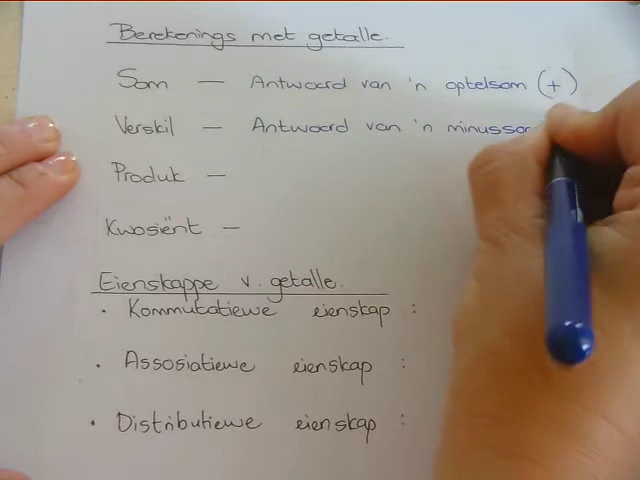 Berekenings met getalle.
Som — Antwoord van 'n optelsom (+)
Verskil — Antwoord van 'n minussor
Produk —
Kwosiënt —
Eienskappe v. getalle.
• Kommutatiewe eienskap :
• Assosiatiewe eienskap :
• Distributiewe eienskap :